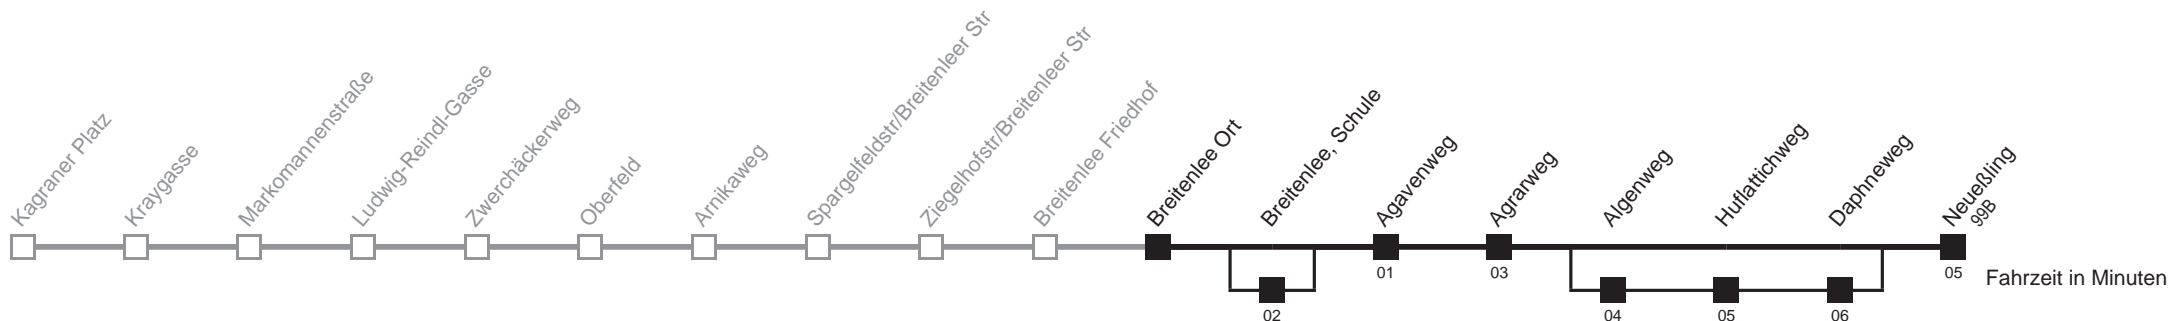 Kagraner Platz
Kraygasse
Markomannenstraße
Ludwig-Reindl-Gasse
Zwerchäckerweg
Oberfeld
Arnikaweg
Spargelfeldstr/Breitenleer Str
Ziegelhofstr/Breitenleer Str
Breitenlee Friedhof
Breitenlee Ort
Breitenlee, Schule
Agavenweg
Agrarweg
Algenweg
Huflattichweg
Daphneweg
Neueßling
99B
01
03
05
Fahrzeit in Minuten
02
04
05
06